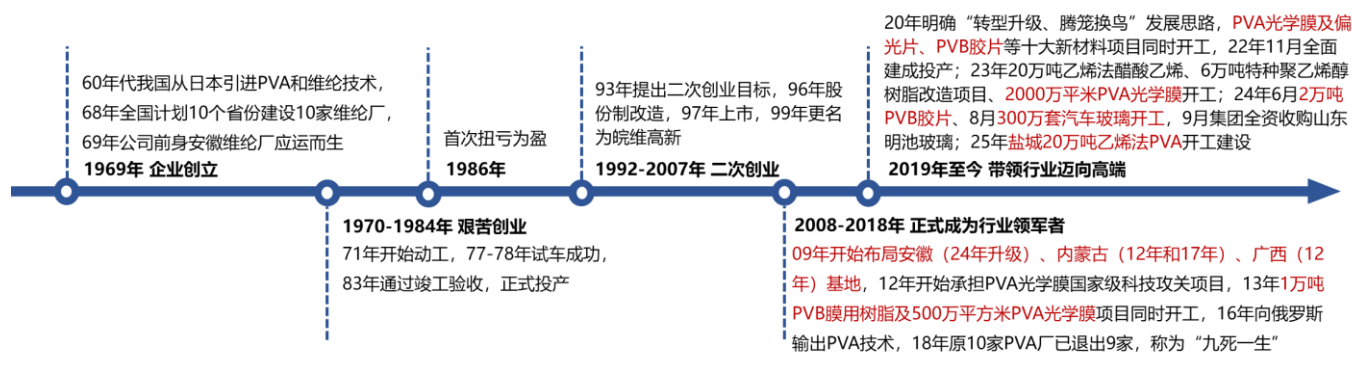 60年代我国从日本引进PVA和维纶技术，
68年全国计划10个省份建设10家维纶厂，
69年公司前身安徽维纶厂应运而生
1969年 企业创立
1970-1984年 艰苦创业
71年开始动工，77-78年试车成功，
83年通过竣工验收，正式投产
首次扭亏为盈
1986年
93年提出二次创业目标，96年股
份制改造，97年上市，99年更名
为皖维高新
1992-2007年 二次创业
2008-2018年 正式成为行业领军者
09年开始布局安徽（24年升级）、内蒙古（12年和17年）、广西（12
年）基地，12年开始承担PVA光学膜国家级科技攻关项目，13年1万吨
PVB膜用树脂及500万平方米PVA光学膜项目同时开工，16年向俄罗斯
输出PVA技术，18年原10家PVA厂已退出9家，称为“九死一生”
20年明确“转型升级、腾笼换鸟”发展思路，PVA光学膜及偏
光片、PVB胶片等十大新材料项目同时开工，22年11月全面
建成投产；23年20万吨乙烯法醋酸乙烯、6万吨特种聚乙烯醇
树脂改造项目、2000万平米PVA光学膜开工；24年6月2万吨
PVB胶片、8月300万套汽车玻璃开工，9月集团全资收购山东
明池玻璃；25年盐城20万吨乙烯法PVA开工建设
2019年至今 带领行业迈向高端